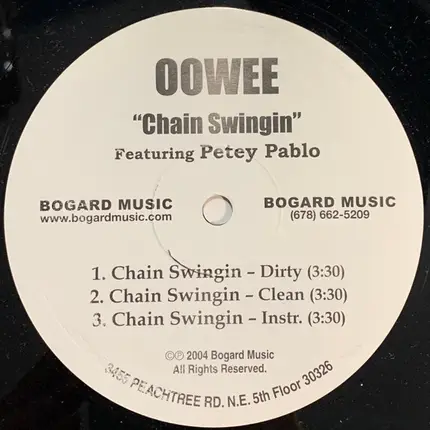 OOWEE
"Chain Swingin"
Featuring Petey Pablo
BOGARD MUSIC
www.bogardmusic.com
BOGARD MUSIC
(678) 662-5209
1. Chain Swingin – Dirty (3:30)
2. Chain Swingin – Clean (3:30)
3. Chain Swingin – Instr. (3:30)
©℗ 2004 Bogard Music
All Rights Reserved.
3455 PEACHTREE RD. N.E. 5th Floor 30326